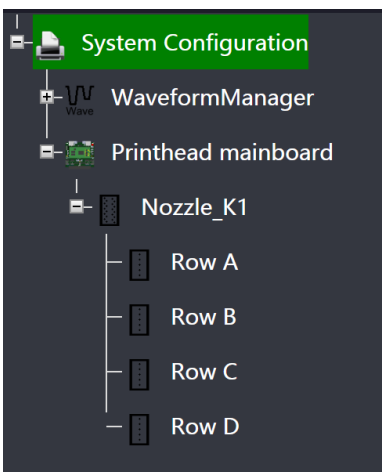 System Configuration
Wave
WaveformManager
Printhead mainboard
Nozzle_K1
Row A
Row B
Row C
Row D